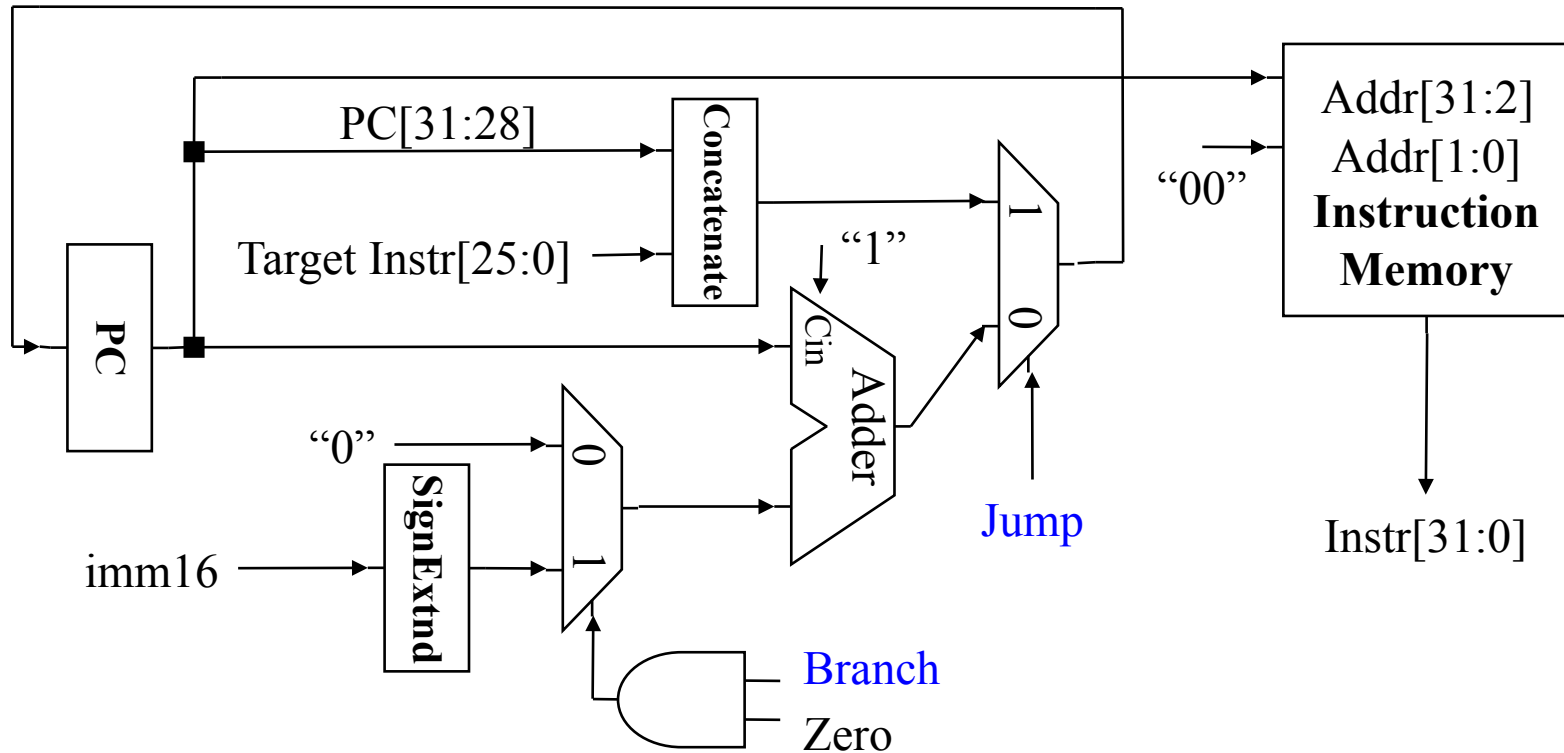 PC[31:28]
Target Instr[25:0]
Concatenate
“1”
1
0
“00”
Addr[31:2]
Addr[1:0]
Instruction
Memory
PC
Cin
Adder
“0”
0
1
SignExtnd
imm16
Jump
Instr[31:0]
Branch
Zero